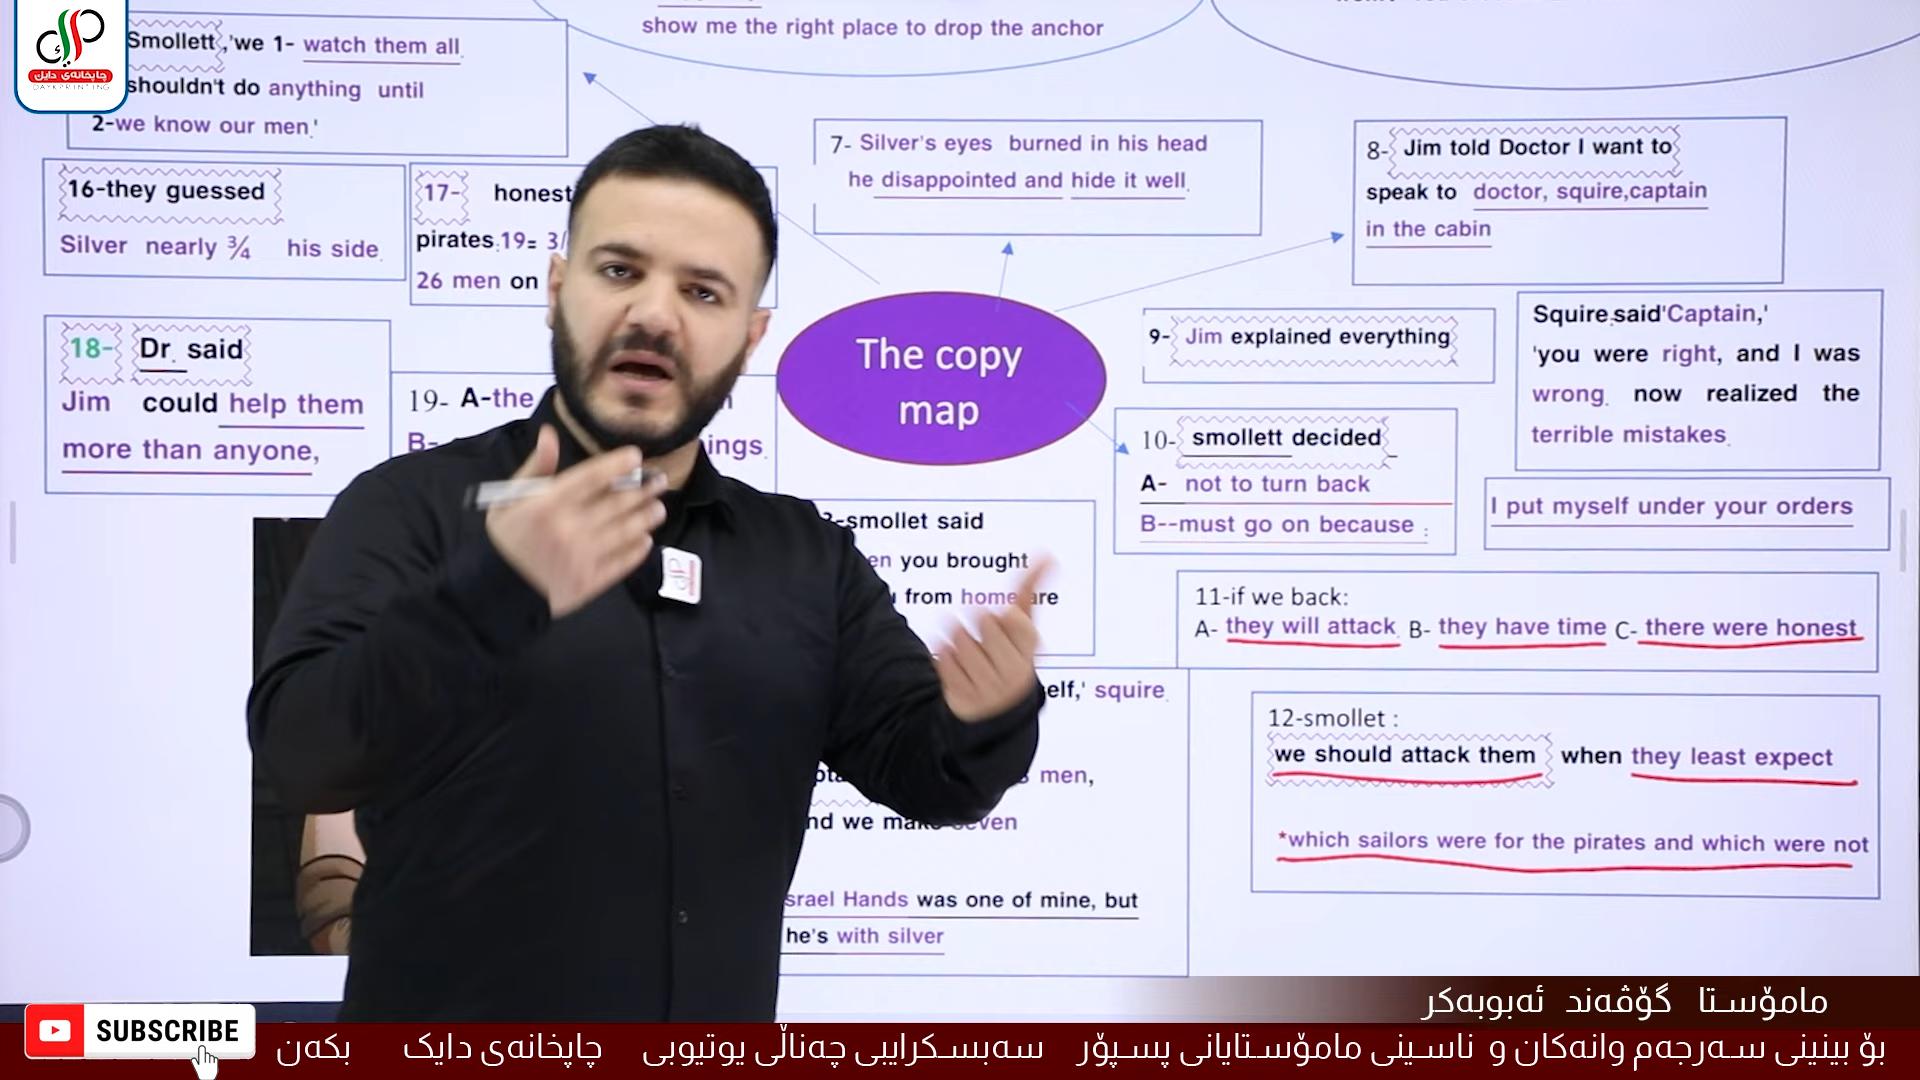 show me the right place to drop the anchor
چاپخانەی دایک
DAYK PRINTING
Smollett,'we 1- watch them all
shouldn't do anything until
2-we know our men.'
7- Silver's eyes burned in his head
he disappointed and hide it well
8- Jim told Doctor I want to
speak to doctor, squire,captain
in the cabin
16-they guessed
Silver nearly ¾ his side
17- honest
pirates 19= 3/
26 men on
18- Dr. said
Jim could help them
more than anyone,
19- A-the
B-
ings
The copy
map
9- Jim explained everything
Squire said'Captain,'
'you were right, and I was
wrong. now realized the
terrible mistakes.
10- smollett decided
A- not to turn back
B--must go on because :
I put myself under your orders
-smollet said
en you brought
from home are
11-if we back:
A- they will attack B- they have time C- there were honest
elf,' squire
men,
nd we make seven
srael Hands was one of mine, but
he's with silver
12-smollet :
we should attack them when they least expect
*which sailors were for the pirates and which were not
مامۆستا گۆڤەند ئەبوبەکر
SUBSCRIBE
بۆ بینینی سەرجەم وانەکان و ناسینی مامۆستایانی پسپۆر سەبسکرایبی چەناڵی یوتیوبی چاپخانەی دایک بکەن